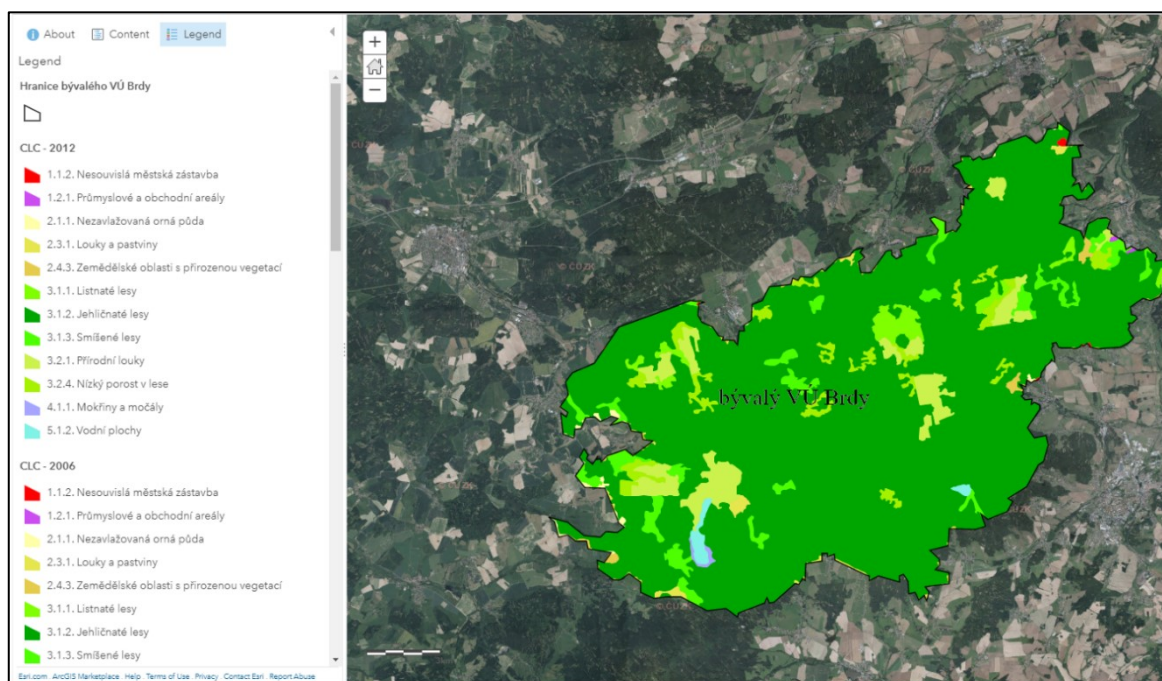 About Content Legend
Legend
Hranice bývalého VÚ Brdy
CLC - 2012
1.1.2. Nesouvislá městská zástavba
1.2.1. Průmyslové a obchodní areály
2.1.1. Nezavlažovaná orná půda
2.3.1. Louky a pastviny
2.4.3. Zemědělské oblasti s přirozenou vegetací
3.1.1. Listnaté lesy
3.1.2. Jehličnaté lesy
3.1.3. Smíšené lesy
3.2.1. Přírodní louky
3.2.4. Nízký porost v lese
4.1.1. Mokřiny a močály
5.1.2. Vodní plochy
CLC - 2006
1.1.2. Nesouvislá městská zástavba
1.2.1. Průmyslové a obchodní areály
2.1.1. Nezavlažovaná orná půda
2.3.1. Louky a pastviny
2.4.3. Zemědělské oblasti s přirozenou vegetací
3.1.1. Listnaté lesy
3.1.2. Jehličnaté lesy
3.1.3. Smíšené lesy
Esri.com . ArcGIS Marketplace . Help . Terms of Use . Privacy . Contact Esri . Report Abuse
+
−
bývalý VÚ Brdy
© ČÚZK